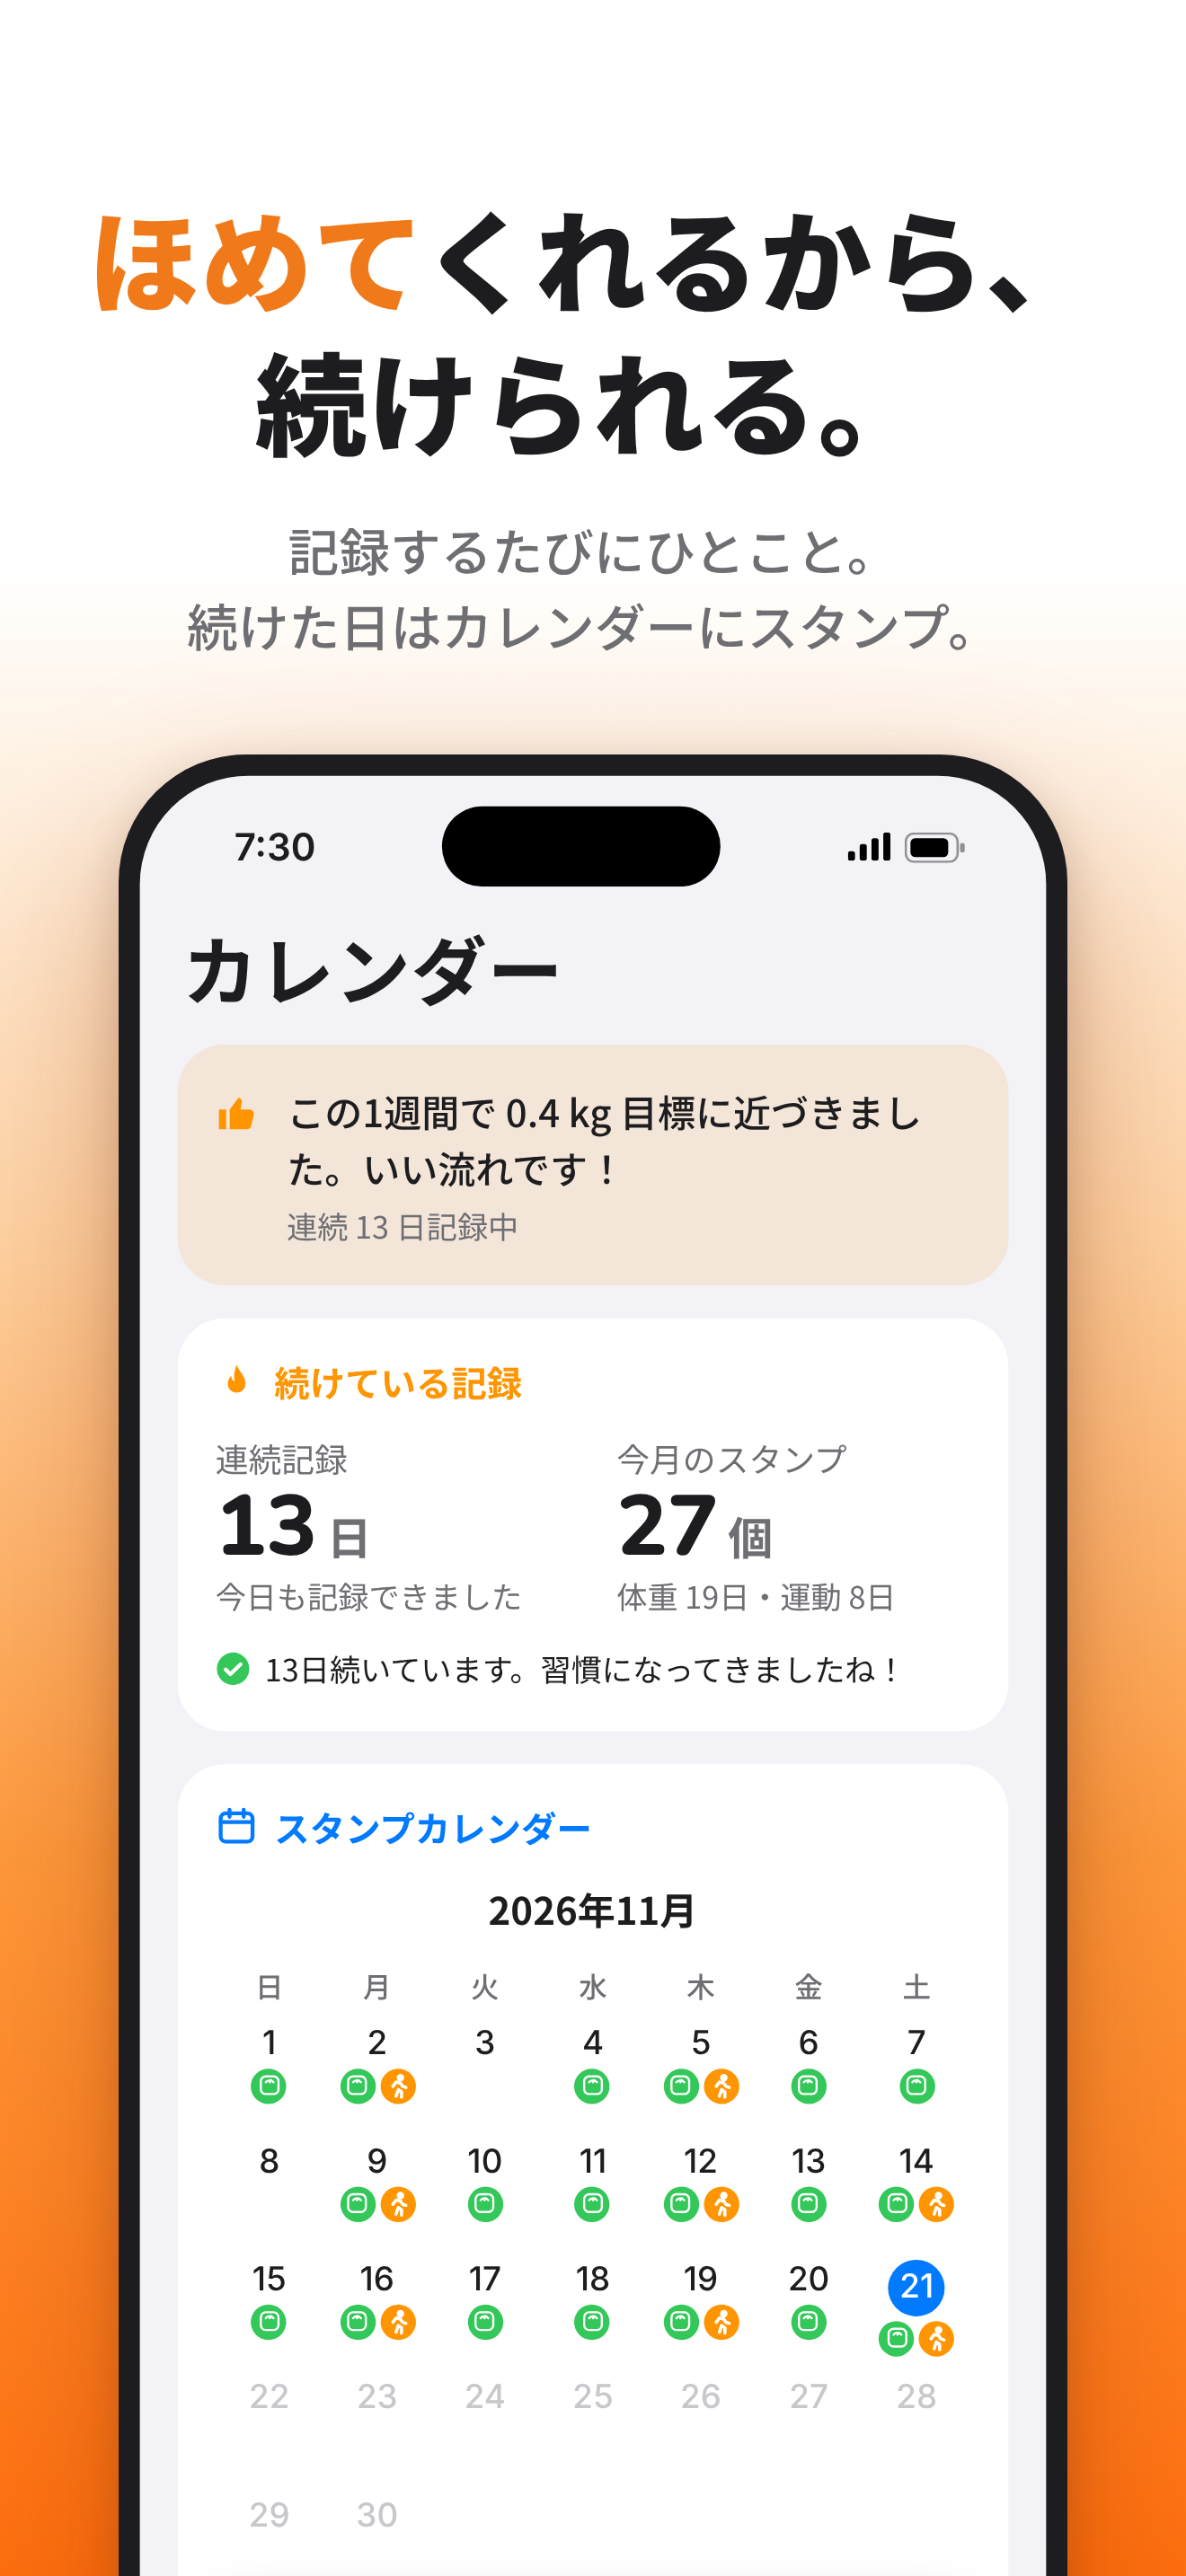 ほめてくれるから、
続けられる。
記録するたびにひとこと。
続けた日はカレンダーにスタンプ。
7:30
カレンダー
この1週間で 0.4 kg 目標に近づきまし
た。いい流れです！
連続 13 日記録中
続けている記録
連続記録 今月のスタンプ
13 日 27 個
今日も記録できました 体重 19日・運動 8日
13日続いています。習慣になってきましたね！
スタンプカレンダー
2026年11月
日 月 火 水 木 金 土
1 2 3 4 5 6 7
8 9 10 11 12 13 14
15 16 17 18 19 20 21
22 23 24 25 26 27 28
29 30